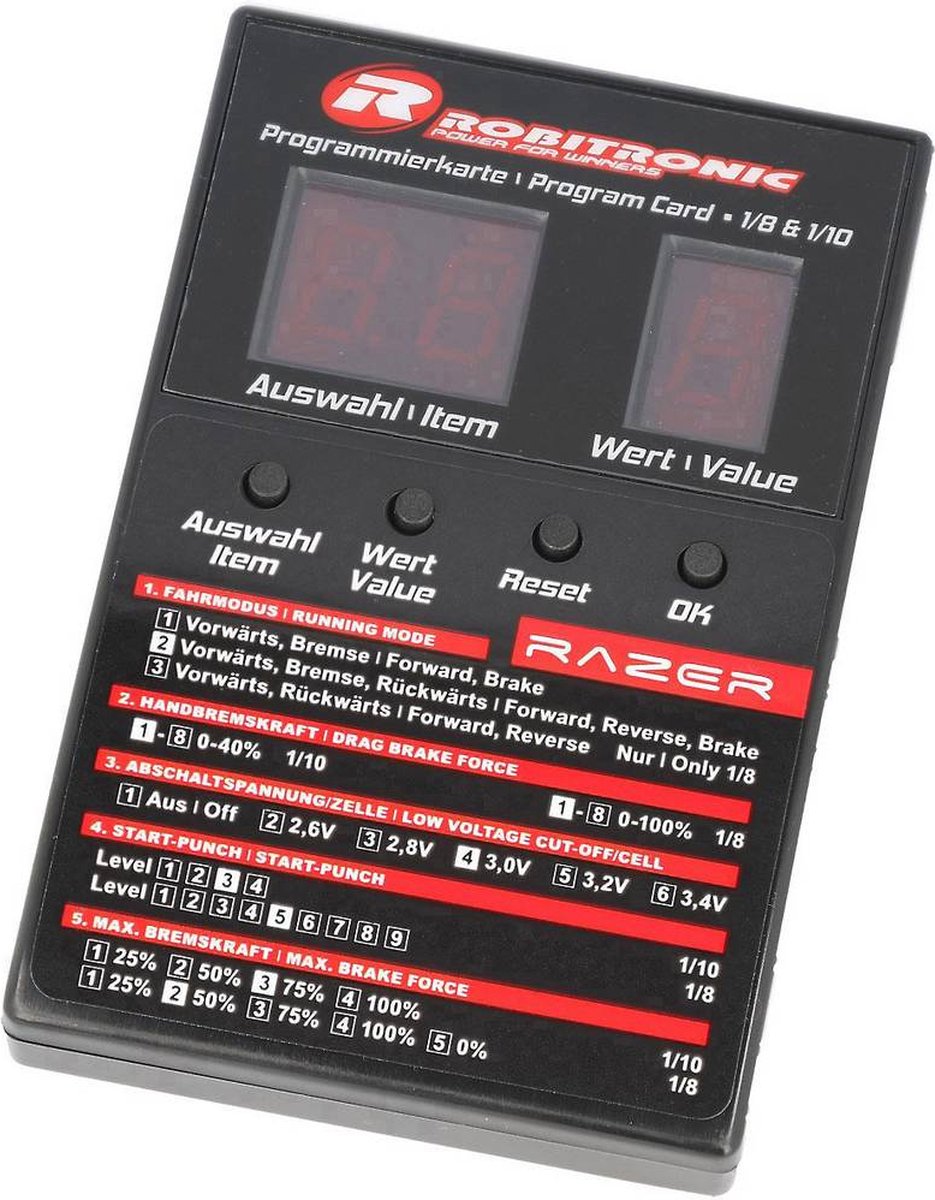 R ROBITRONIC
POWER FOR WINNERS
Programmierkarte | Program Card • 1/8 & 1/10
8.8 8
Auswahl | Item
Wert | Value
Auswahl
Item
Wert
Value
Reset
OK
RAZER
1. FAHRMODUS | RUNNING MODE
1 Vorwärts, Bremse | Forward, Brake
2 Vorwärts, Bremse, Rückwärts | Forward, Reverse, Brake
3 Vorwärts, Rückwärts | Forward, Reverse Nur | Only 1/8
2. HANDBREMSKRAFT | DRAG BRAKE FORCE
1 - 8 0-40% 1/10 1 - 8 0-100% 1/8
3. ABSCHALTSPANNUNG/ZELLE | LOW VOLTAGE CUT-OFF/CELL
1 Aus | Off 2 2,6V 3 2,8V 4 3,0V 5 3,2V 6 3,4V
4. START-PUNCH | START-PUNCH
Level 1 2 3 4 1/10
Level 1 2 3 4 5 6 7 8 9 1/8
5. MAX. BREMSKRAFT | MAX. BRAKE FORCE
1 25% 2 50% 3 75% 4 100% 1/10
1 25% 2 50% 3 75% 4 100% 5 0% 1/8